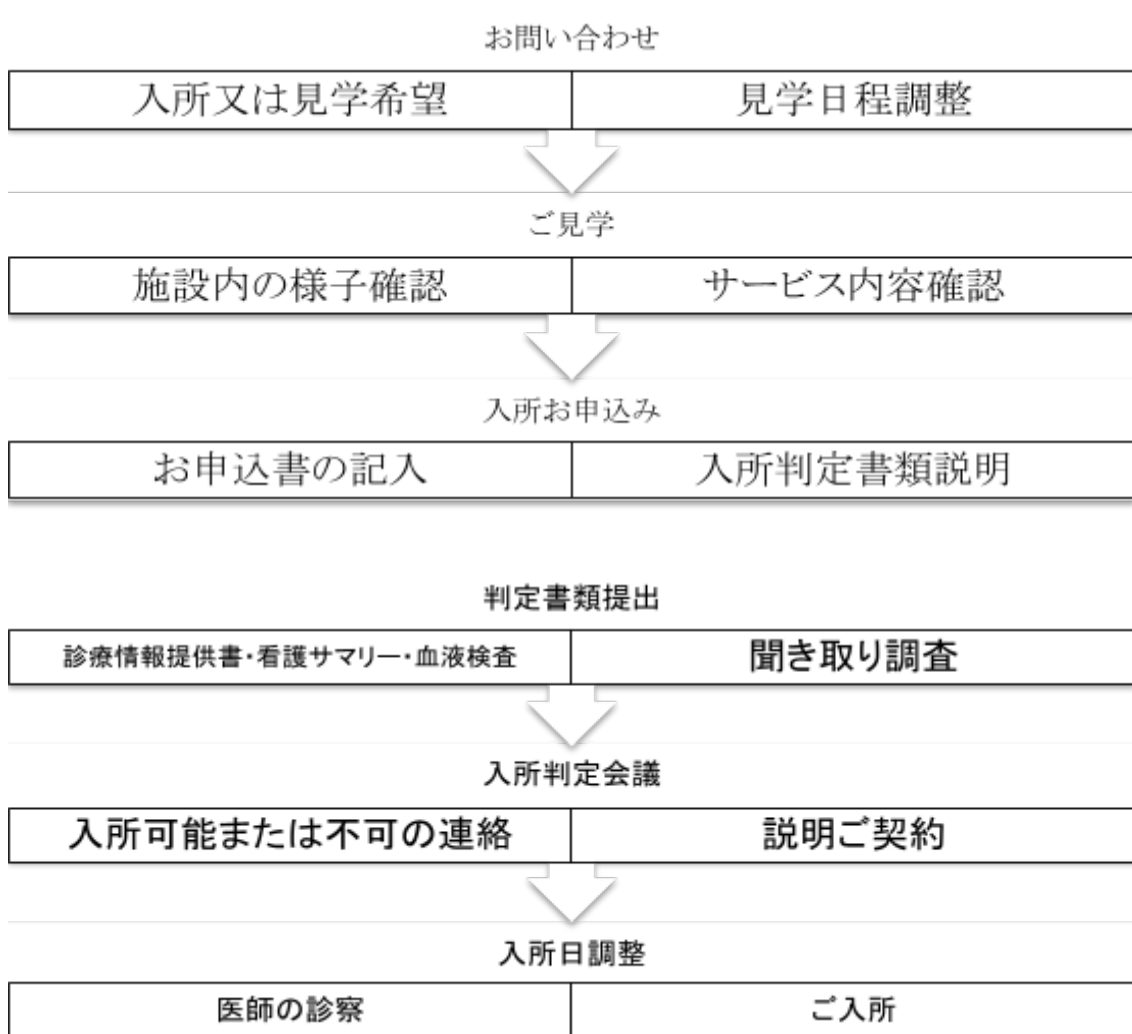 お問い合わせ
入所又は見学希望 見学日程調整
ご見学
施設内の様子確認 サービス内容確認
入所お申込み
お申込書の記入 入所判定書類説明
判定書類提出
診療情報提供書・看護サマリー・血液検査 聞き取り調査
入所判定会議
入所可能または不可の連絡 説明ご契約
入所日調整
医師の診察 ご入所